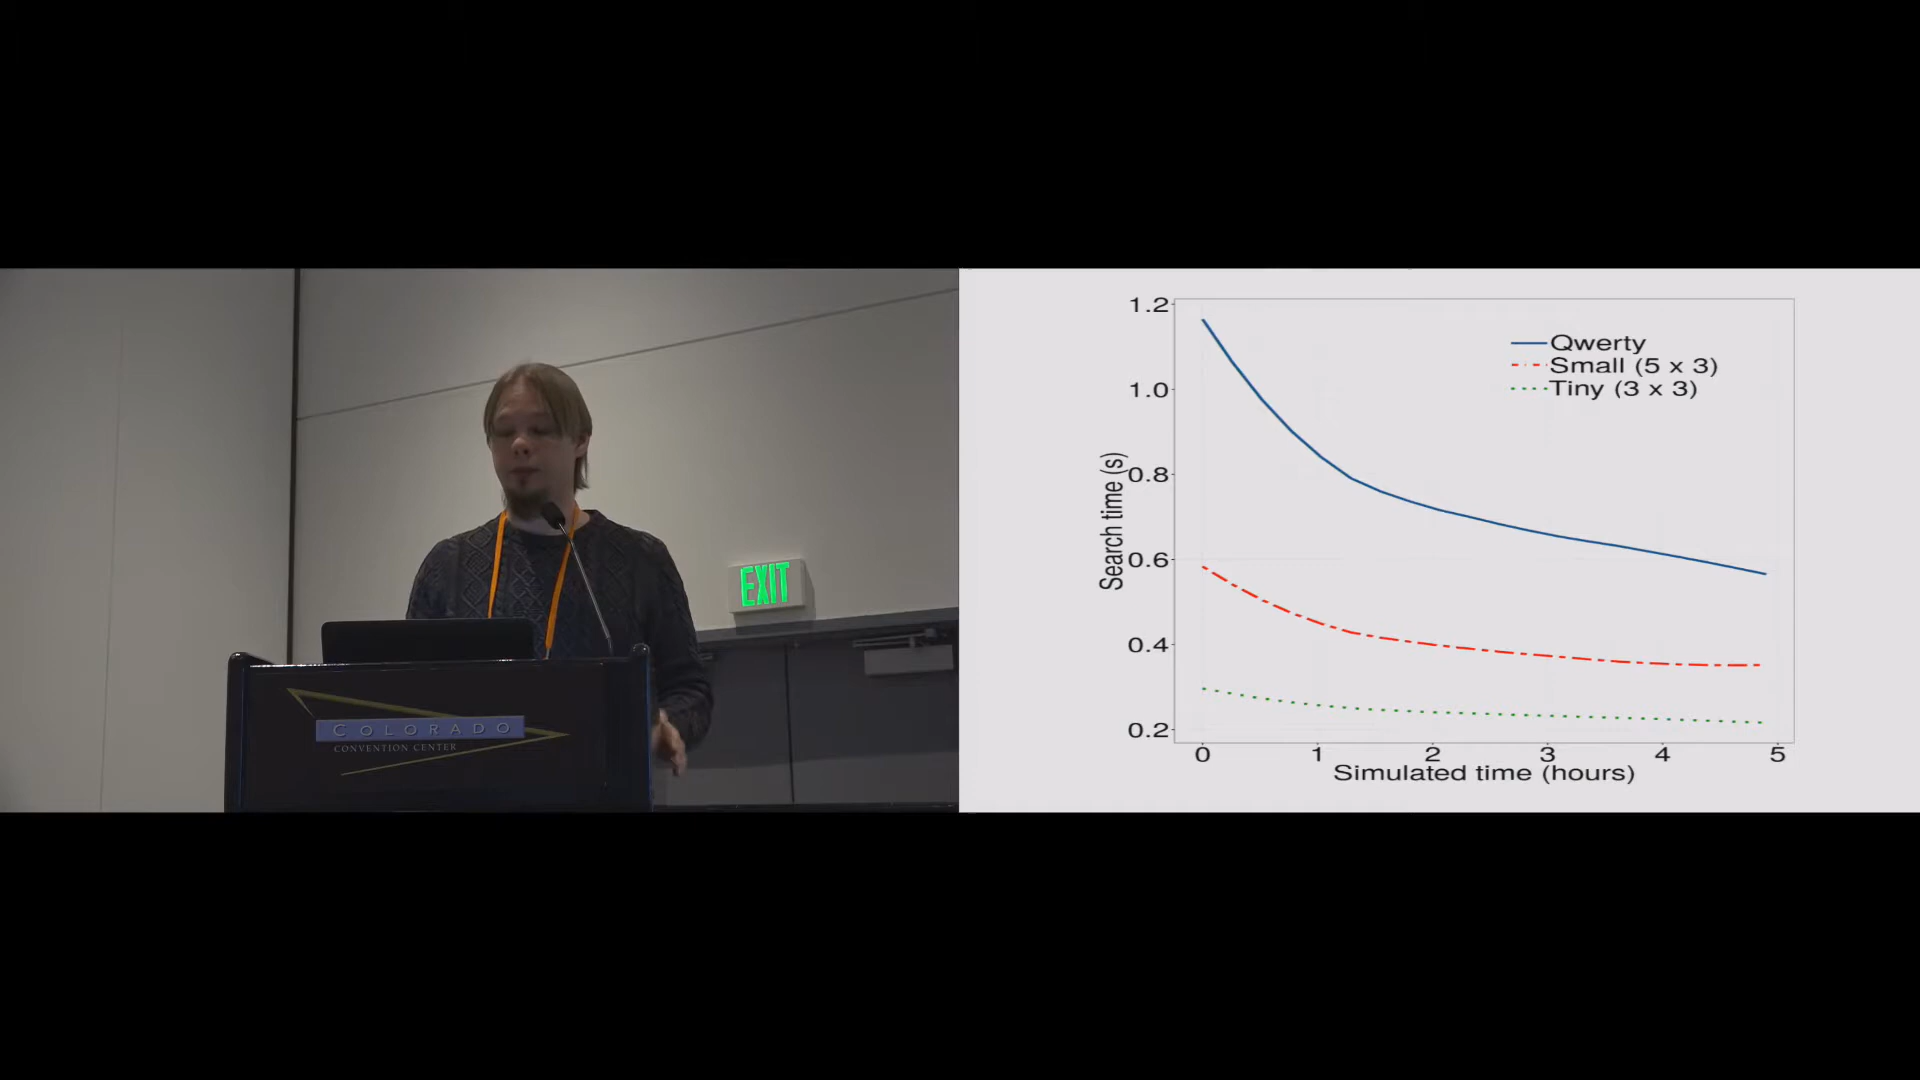 EXIT
COLORADO
CONVENTION CENTER
1.2
1.0
0.8
0.6
0.4
0.2
Search time (s)
Qwerty
Small (5 x 3)
Tiny (3 x 3)
0 1 2 3 4 5
Simulated time (hours)